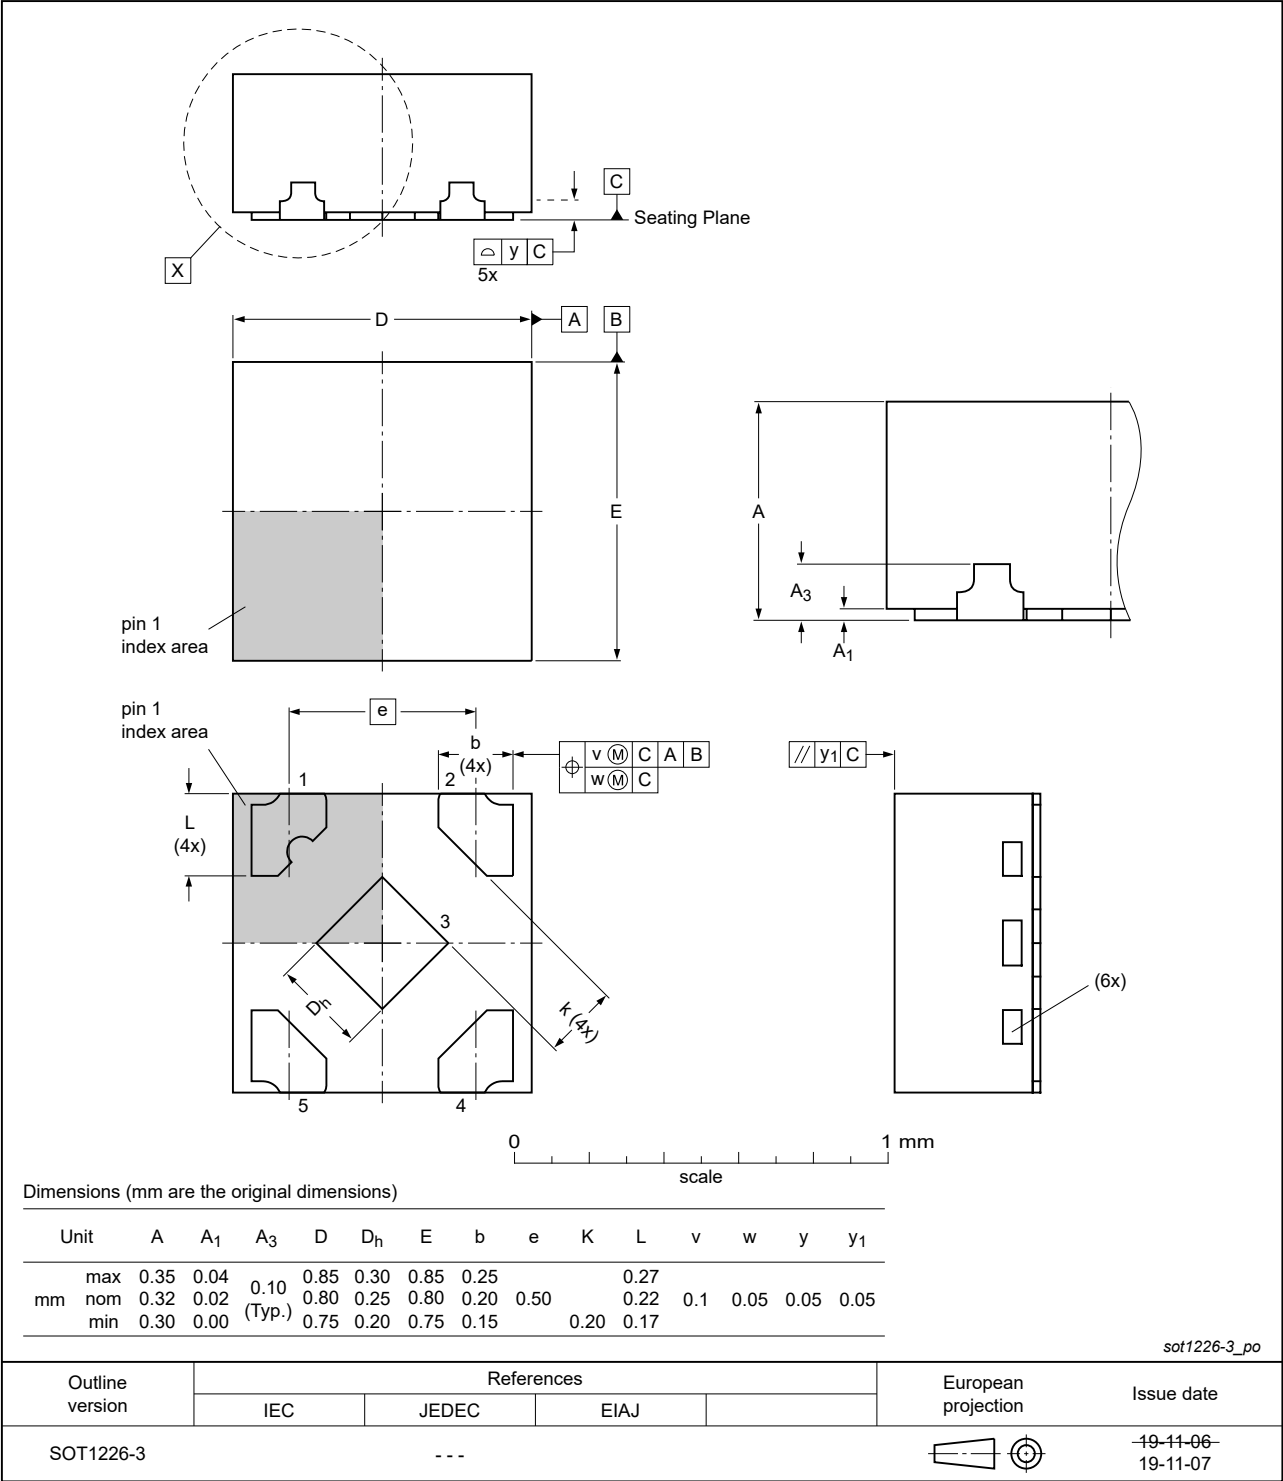 C
Seating Plane
⌓ y C
5x
X
D
A
B
E
pin 1
index area
A
A3
A1
pin 1
index area
e
b
(4x)
v Ⓜ C A B
w Ⓜ C
// y1 C
1
2
L
(4x)
3
Dh
k (4x)
(6x)
5
4
0
1 mm
scale
Dimensions (mm are the original dimensions)
Unit A A1 A3 D Dh E b e K L v w y y1
max 0.35 0.04 0.10 0.85 0.30 0.85 0.25 0.27
mm nom 0.32 0.02 (Typ.) 0.80 0.25 0.80 0.20 0.50 0.22 0.1 0.05 0.05 0.05
min 0.30 0.00 0.75 0.20 0.75 0.15 0.20 0.17
sot1226-3_po
Outline
version
References
IEC JEDEC EIAJ
European
projection
Issue date
SOT1226-3
- - -
19-11-06
19-11-07